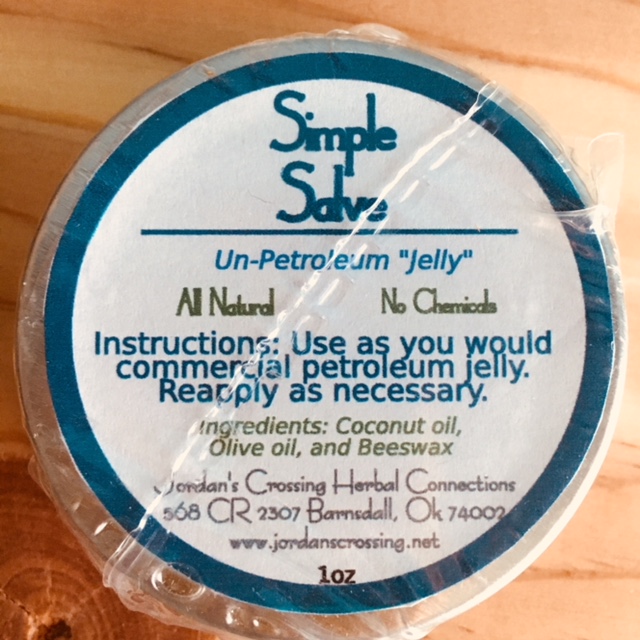 Simple
Salve
Un-Petroleum "Jelly"
All Natural No Chemicals
Instructions: Use as you would
commercial petroleum jelly.
Reapply as necessary.
Ingredients: Coconut oil,
Olive oil, and Beeswax
Jordan's Crossing Herbal Connections
568 CR 2307 Barnsdall, Ok 74002
www.jordanscrossing.net
1oz